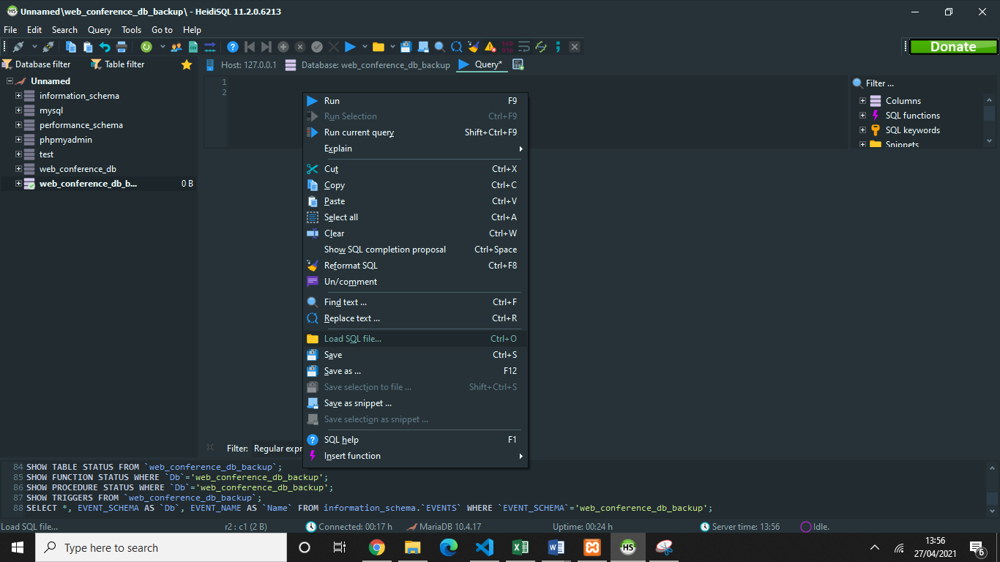 Unnamed\web_conference_db_backup\ - HeidiSQL 11.2.0.6213
File Edit Search Query Tools Go to Help
Donate
Database filter Table filter
Host: 127.0.0.1 Database: web_conference_db_backup Query*
Unnamed
information_schema
mysql
performance_schema
phpmyadmin
test
web_conference_db
web_conference_db_b... 0 B
1
2
Filter ...
Columns
SQL functions
SQL keywords
Snippets
Run F9
Run Selection Ctrl+F9
Run current query Shift+Ctrl+F9
Explain
Cut Ctrl+X
Copy Ctrl+C
Paste Ctrl+V
Select all Ctrl+A
Clear Ctrl+W
Show SQL completion proposal Ctrl+Space
Reformat SQL Ctrl+F8
Un/comment
Find text ... Ctrl+F
Replace text ... Ctrl+R
Load SQL file... Ctrl+O
Save Ctrl+S
Save as ... F12
Save selection to file ... Shift+Ctrl+S
Save as snippet ...
Save selection as snippet ...
SQL help F1
Insert function
Filter: Regular expr
84 SHOW TABLE STATUS FROM `web_conference_db_backup`;
85 SHOW FUNCTION STATUS WHERE `Db`='web_conference_db_backup';
86 SHOW PROCEDURE STATUS WHERE `Db`='web_conference_db_backup';
87 SHOW TRIGGERS FROM `web_conference_db_backup`;
88 SELECT *, EVENT_SCHEMA AS `Db`, EVENT_NAME AS `Name` FROM information_schema.`EVENTS` WHERE `EVENT_SCHEMA`='web_conference_db_backup';
Load SQL file... r2 : c1 (2 B) Connected: 00:17 h MariaDB 10.4.17 Uptime: 00:24 h Server time: 13:56 Idle.
Type here to search
HS
13:56
27/04/2021
6